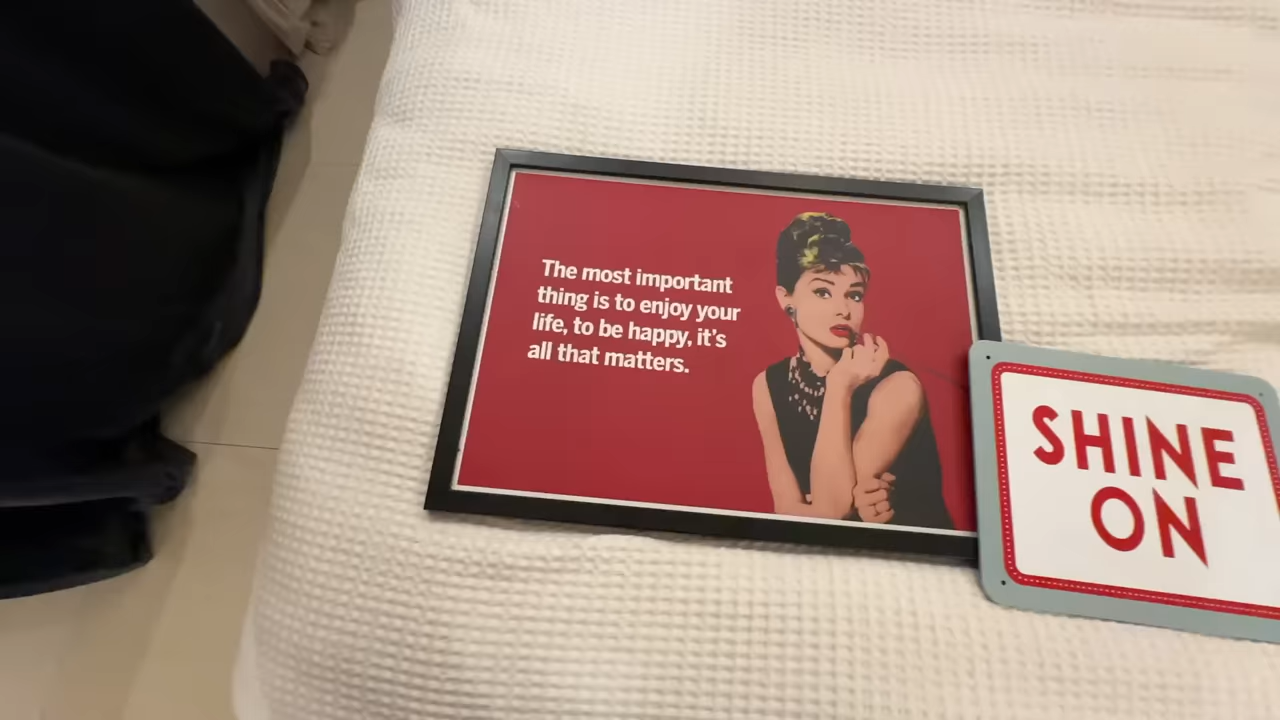 The most important
thing is to enjoy your
life, to be happy, it's
all that matters.
SHINE
ON